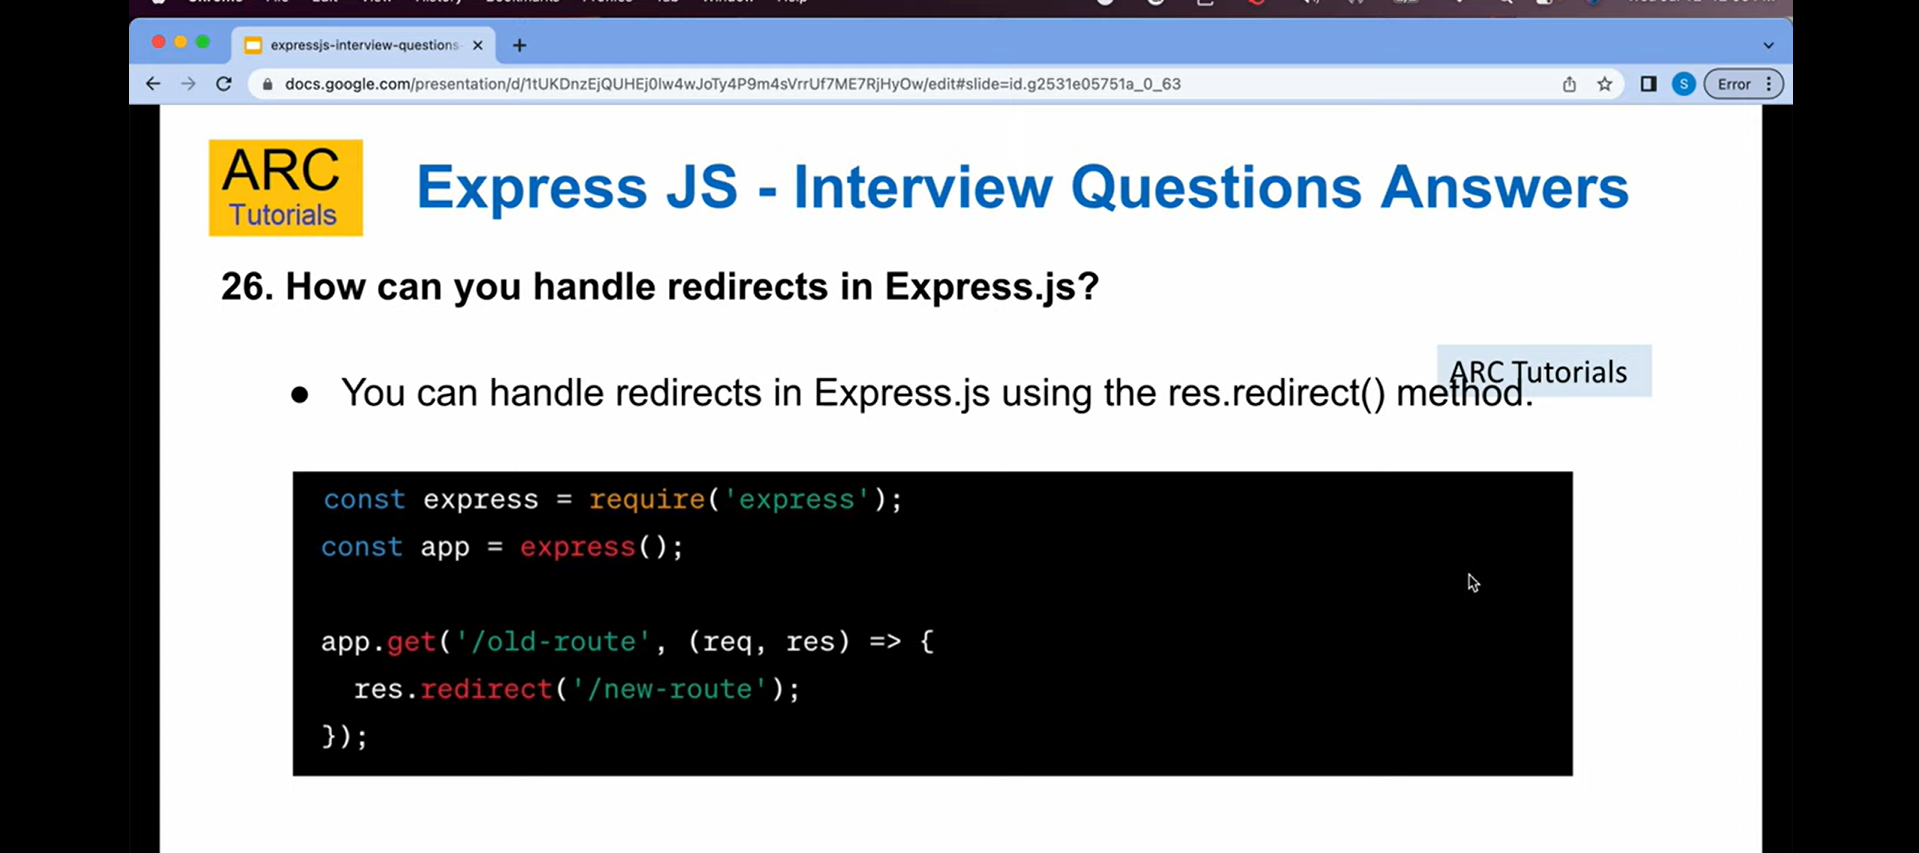 expressjs-interview-questions-
docs.google.com/presentation/d/1tUKDnzEjQUHEj0lw4wJoTy4P9m4sVrrUf7ME7RjHyOw/edit#slide=id.g2531e05751a_0_63
S
Error
ARC
Tutorials
Express JS - Interview Questions Answers
26. How can you handle redirects in Express.js?
ARC Tutorials
● You can handle redirects in Express.js using the res.redirect() method.
const express = require('express');
const app = express();
app.get('/old-route', (req, res) => {
res.redirect('/new-route');
});